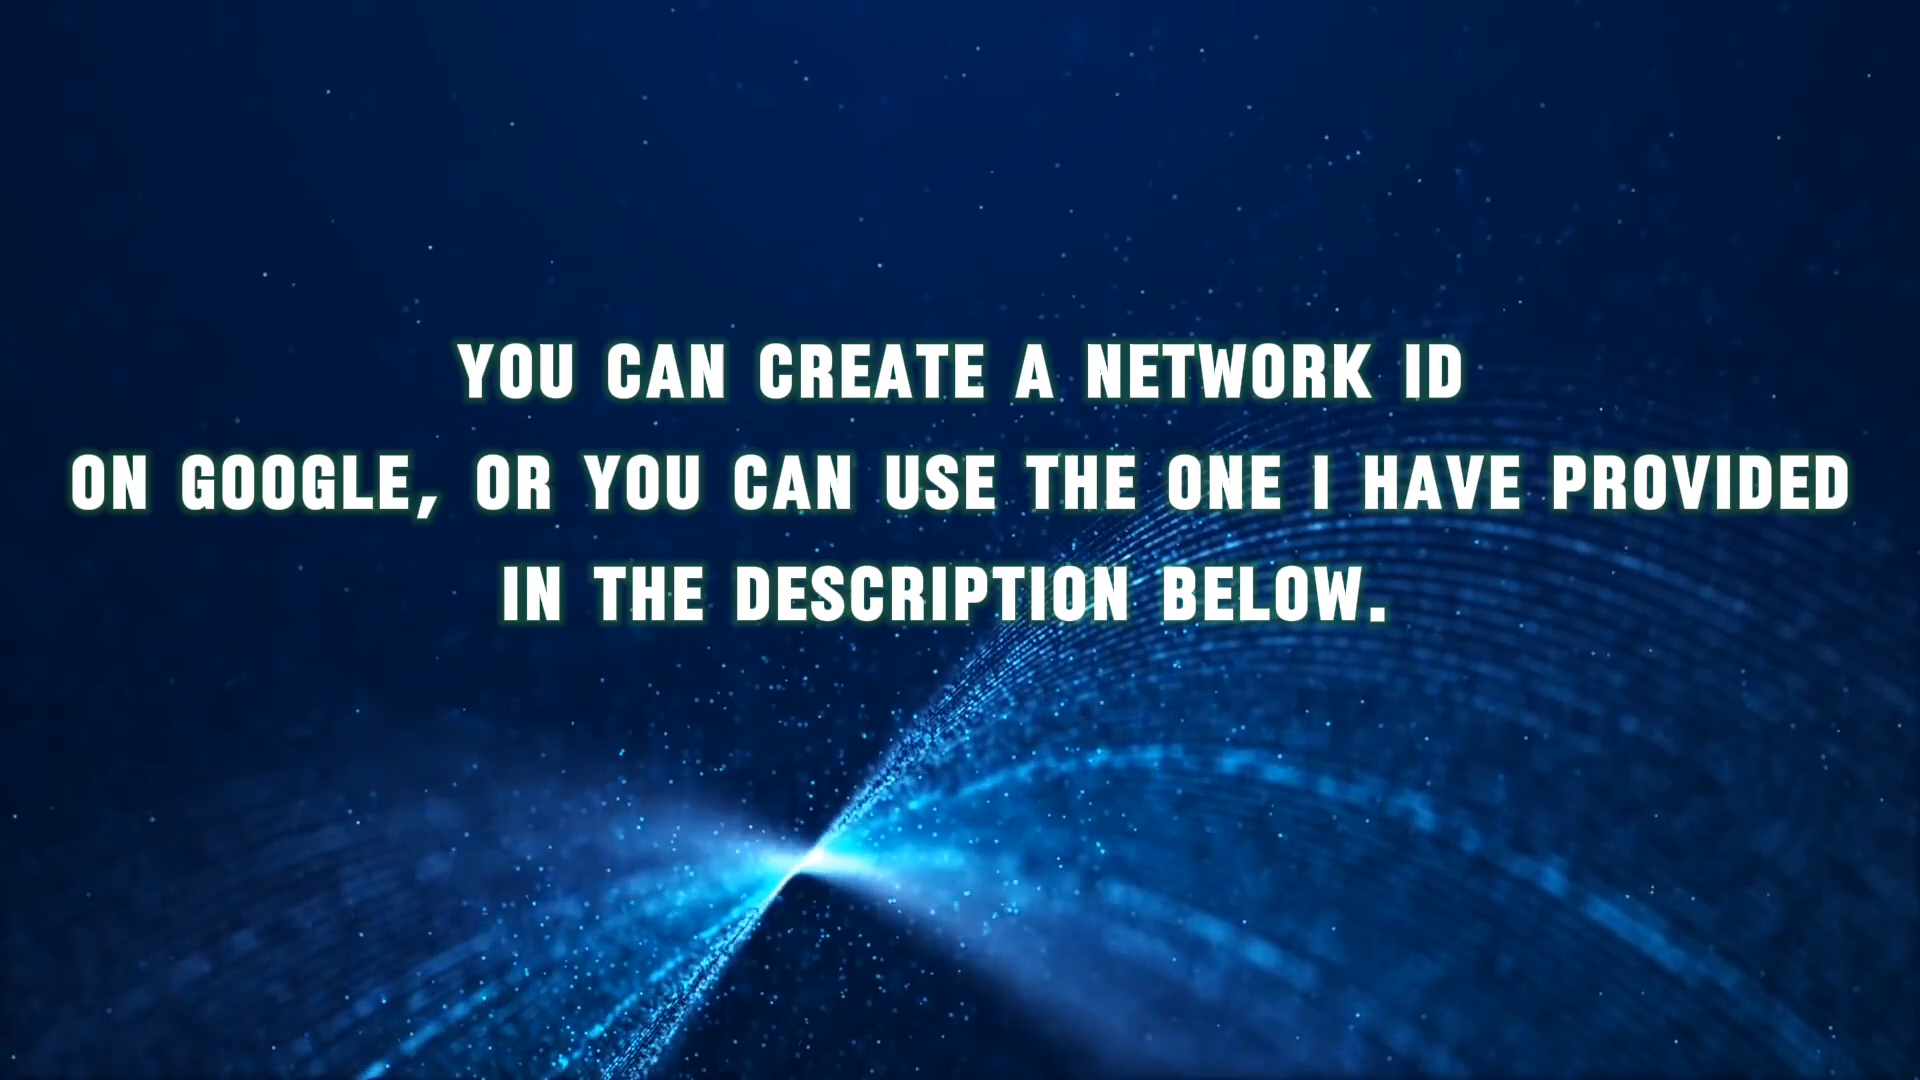 YOU CAN CREATE A NETWORK ID
ON GOOGLE, OR YOU CAN USE THE ONE I HAVE PROVIDED
IN THE DESCRIPTION BELOW.